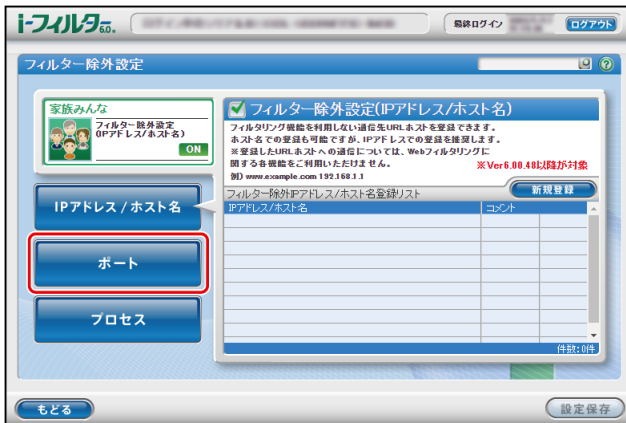 i-フィルター6.0.
最終ログイン
ログアウト
フィルター除外設定
家族みんな
フィルター除外設定
(IPアドレス/ホスト名)
ON
IPアドレス / ホスト名
ポート
プロセス
フィルター除外設定(IPアドレス/ホスト名)
フィルタリング機能を利用しない通信先URLホストを登録できます。
ホスト名での登録も可能ですが、IPアドレスでの登録を推奨します。
※登録したURLホストへの通信については、Webフィルタリングに
関する各機能をご利用いただけません。
※Ver6.00.48以降が対象
例) www.example.com 192.168.1.1
フィルター除外IPアドレス/ホスト名登録リスト
新規登録
IPアドレス/ホスト名 コメント
件数:0件
もどる
設定保存